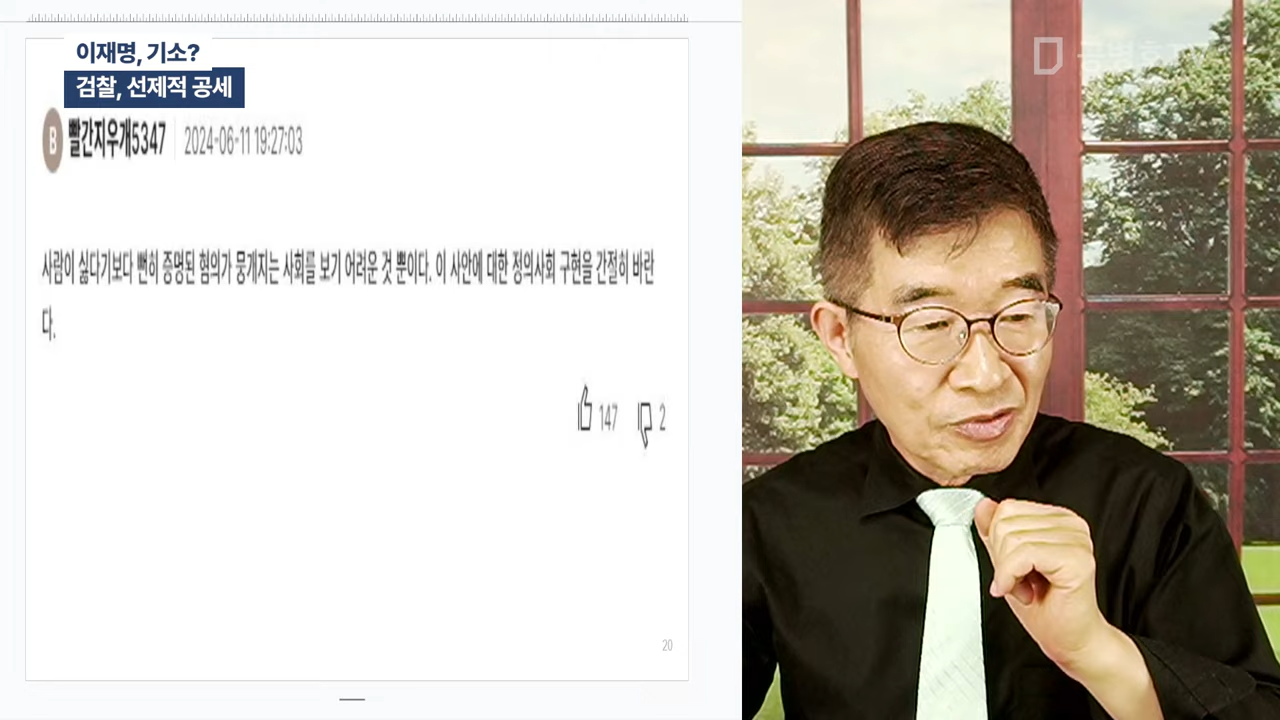 이재명, 기소?
검찰, 선제적 공세
B 빨간지우개5347 2024-06-11 19:27:03
사람이 싫다기보다 뻔히 증명된 혐의가 뭉개지는 사회를 보기 어려운 것 뿐이다. 이 사안에 대한 정의사회 구현을 간절히 바란
다.
147 2
20